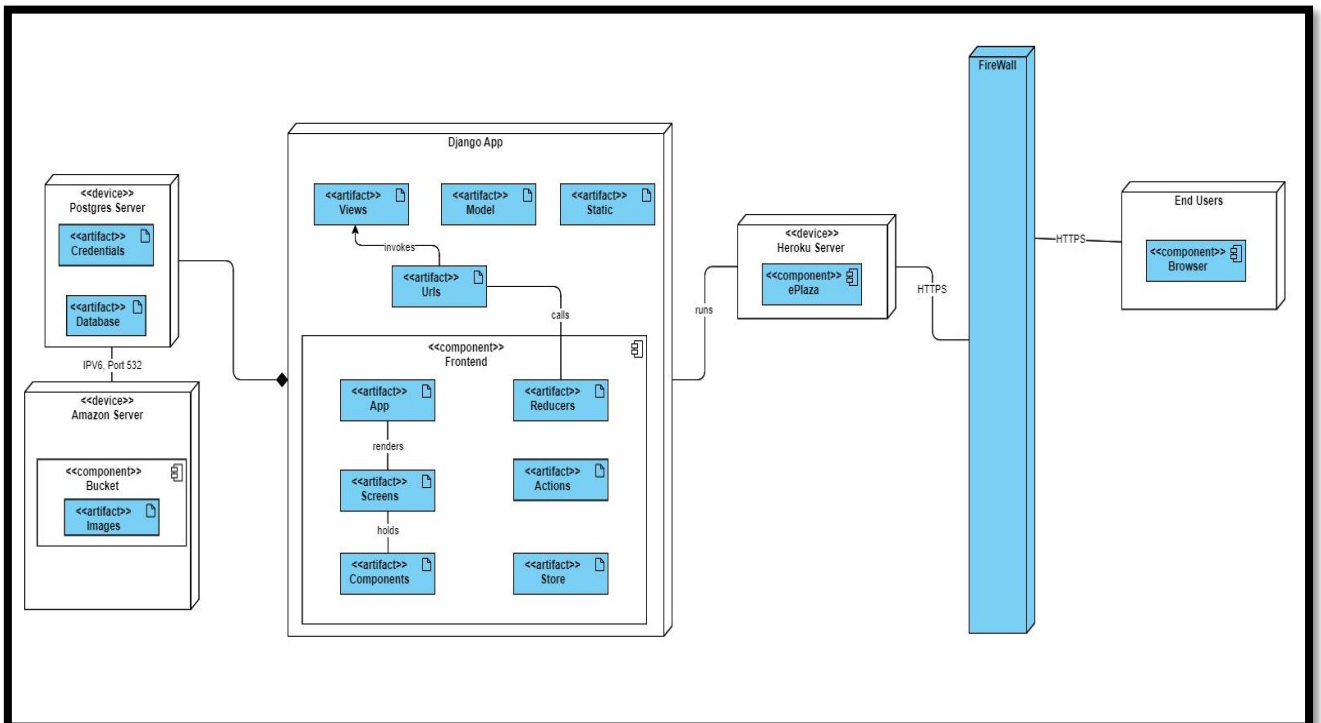 <<device>>
Postgres Server
<<artifact>>
Credentials
<<artifact>>
Database
IPV6, Port 532
<<device>>
Amazon Server
<<component>>
Bucket
<<artifact>>
Images
Django App
<<artifact>>
Views
<<artifact>>
Model
<<artifact>>
Static
invokes
<<artifact>>
Urls
calls
<<component>>
Frontend
<<artifact>>
App
<<artifact>>
Reducers
renders
<<artifact>>
Screens
<<artifact>>
Actions
holds
<<artifact>>
Components
<<artifact>>
Store
runs
<<device>>
Heroku Server
<<component>>
ePlaza
HTTPS
FireWall
HTTPS
End Users
<<component>>
Browser